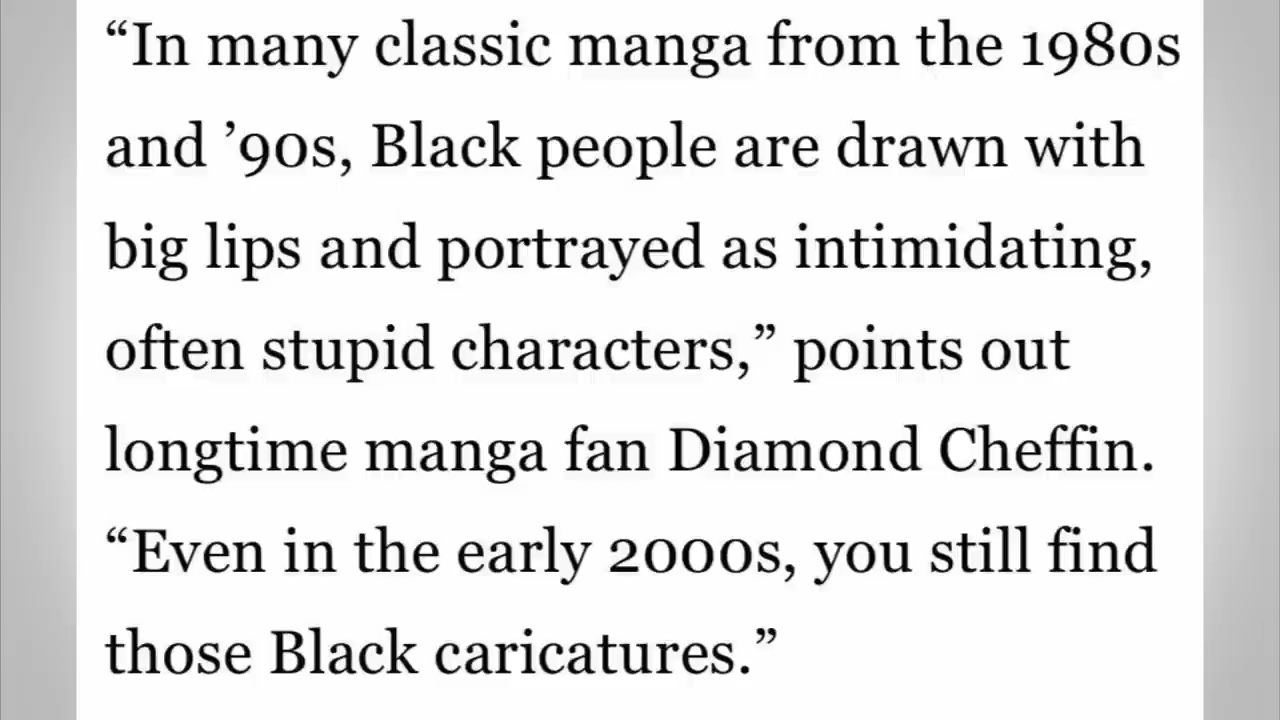 “In many classic manga from the 1980s
and ’90s, Black people are drawn with
big lips and portrayed as intimidating,
often stupid characters,” points out
longtime manga fan Diamond Cheffin.
“Even in the early 2000s, you still find
those Black caricatures.”